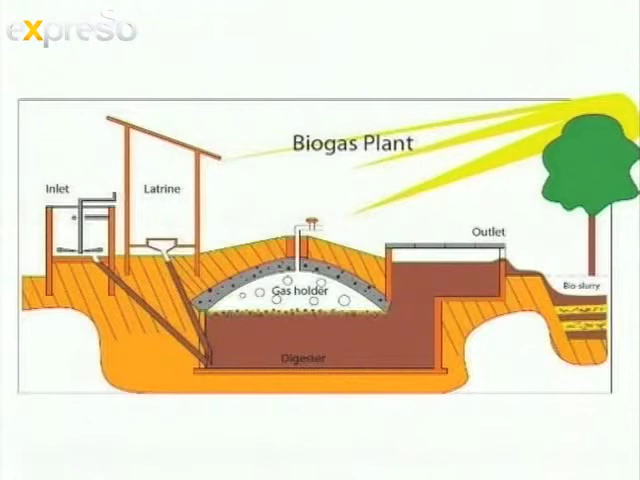 expreso
Biogas Plant
Inlet
Latrine
Outlet
Gas holder
Bio-slurry
Digester